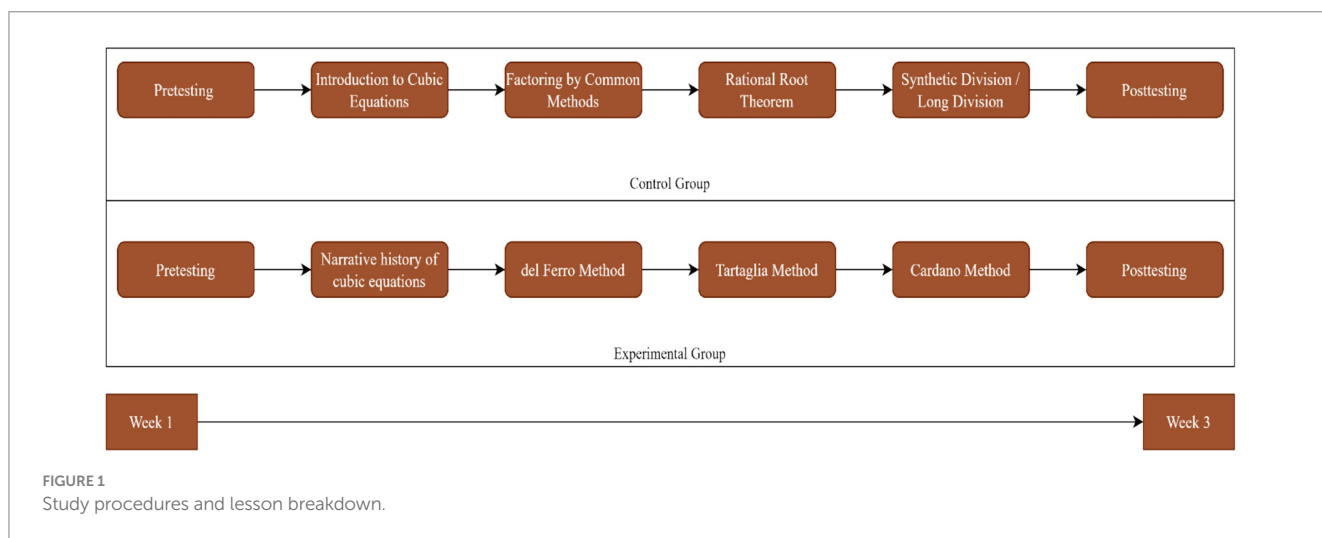 Pretesting
Introduction to Cubic
Equations
Factoring by Common
Methods
Rational Root
Theorem
Synthetic Division /
Long Division
Posttesting
Control Group
Pretesting
Narrative history of
cubic equations
del Ferro Method
Tartaglia Method
Cardano Method
Posttesting
Experimental Group
Week 1
Week 3
FIGURE 1
Study procedures and lesson breakdown.